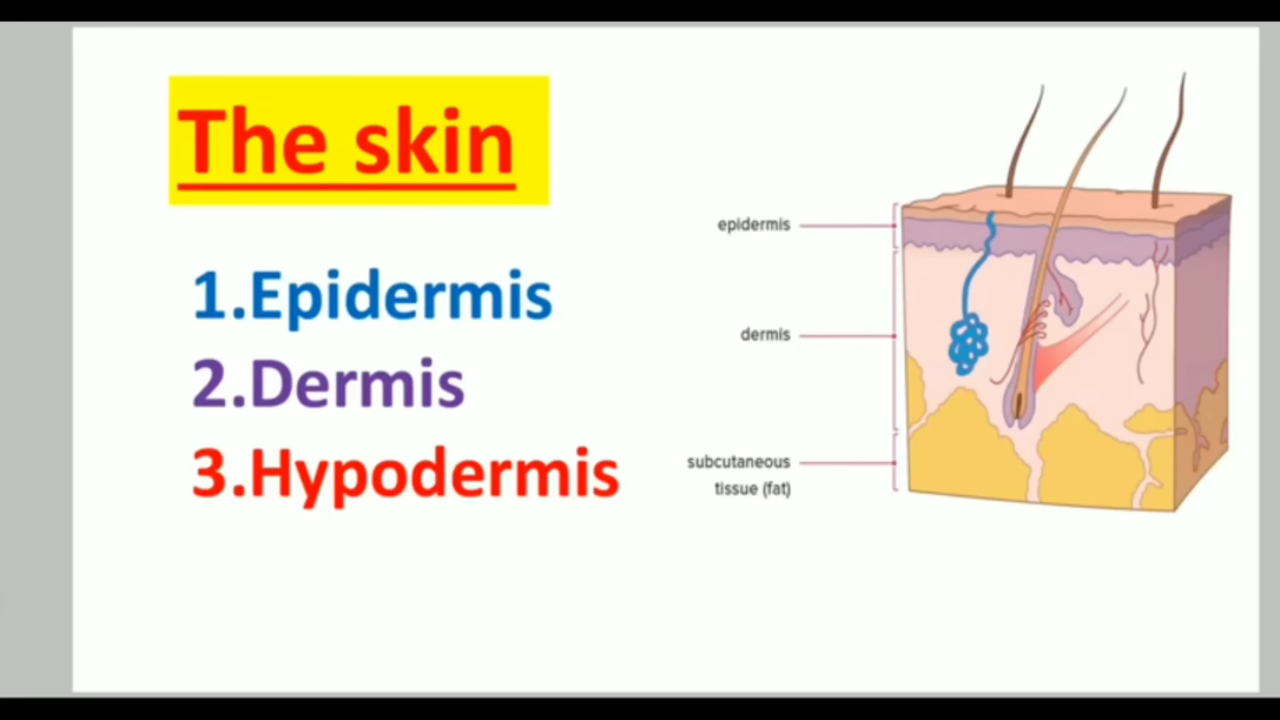 The skin
1.Epidermis
2.Dermis
3.Hypodermis
epidermis
dermis
subcutaneous
tissue (fat)